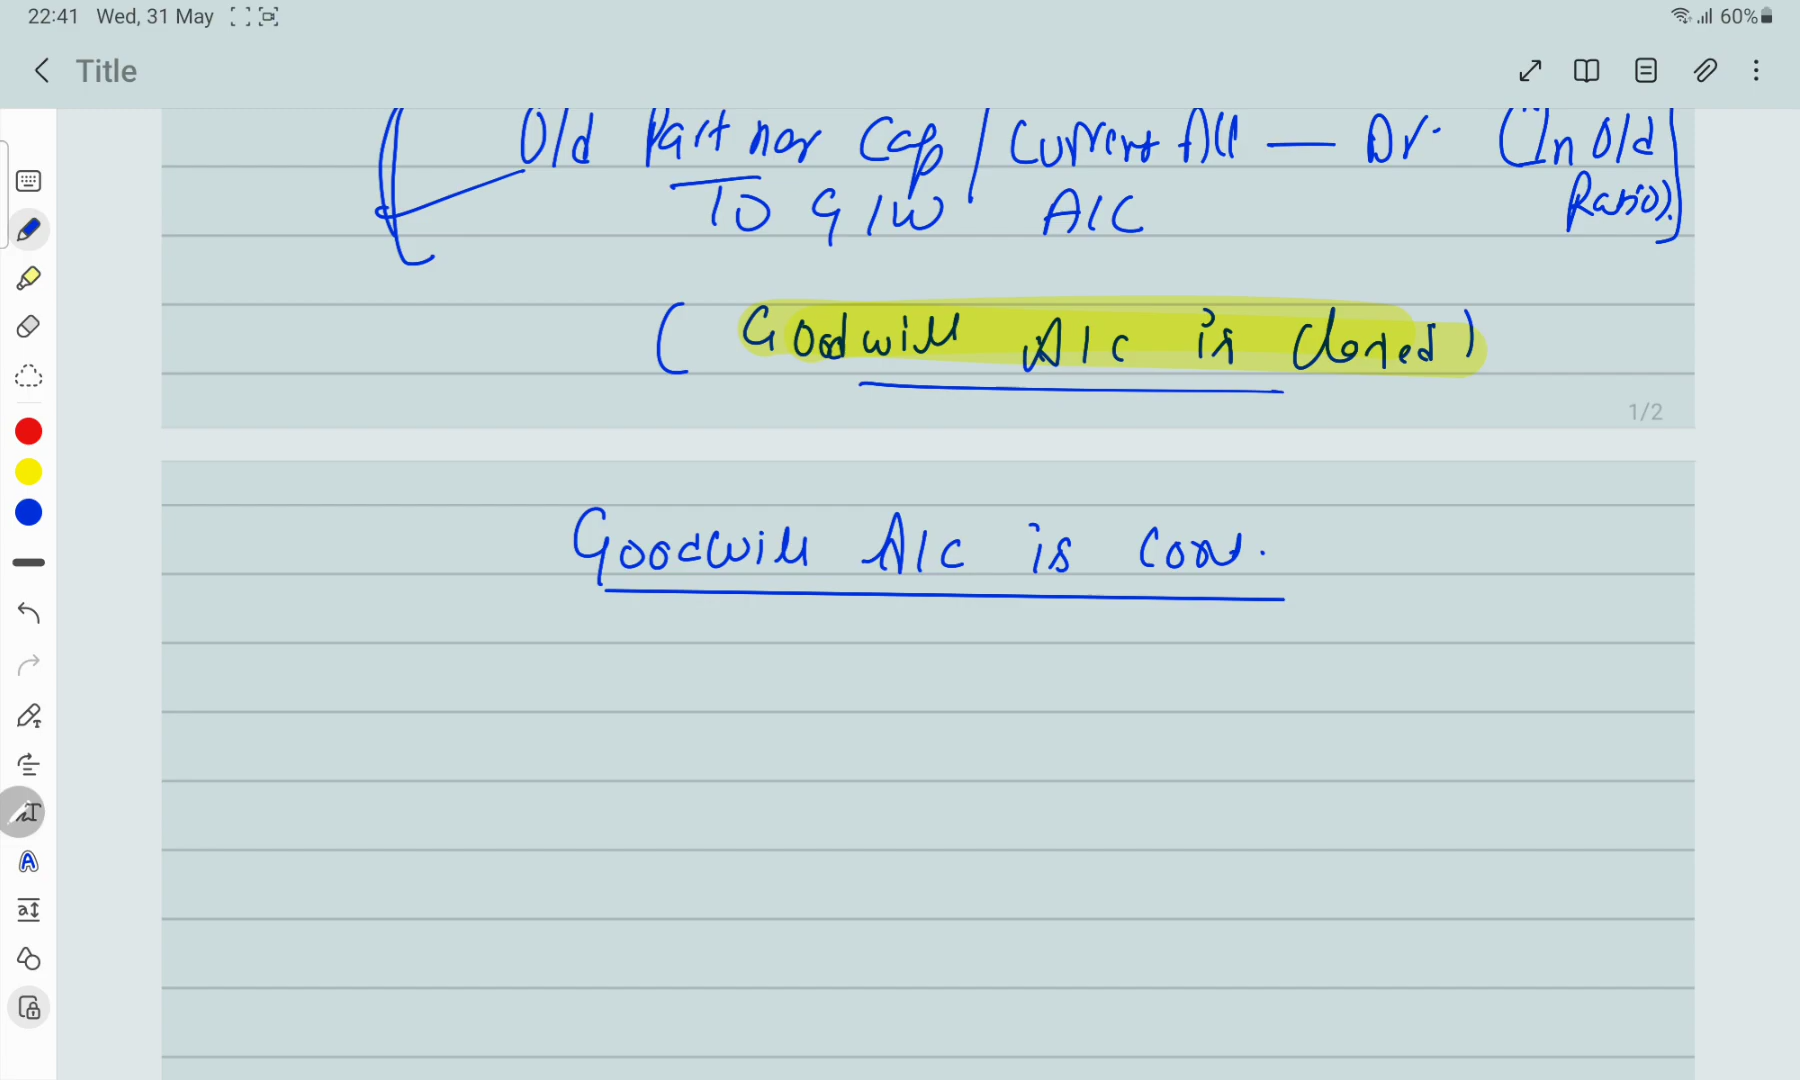 22:41 Wed, 31 May 60%
Title
Old Partner Cap / Current A/C — Dr. (In Old
Ratio).
To G/W A/C
( Goodwill A/c is closed )
1/2
Goodwill A/c is